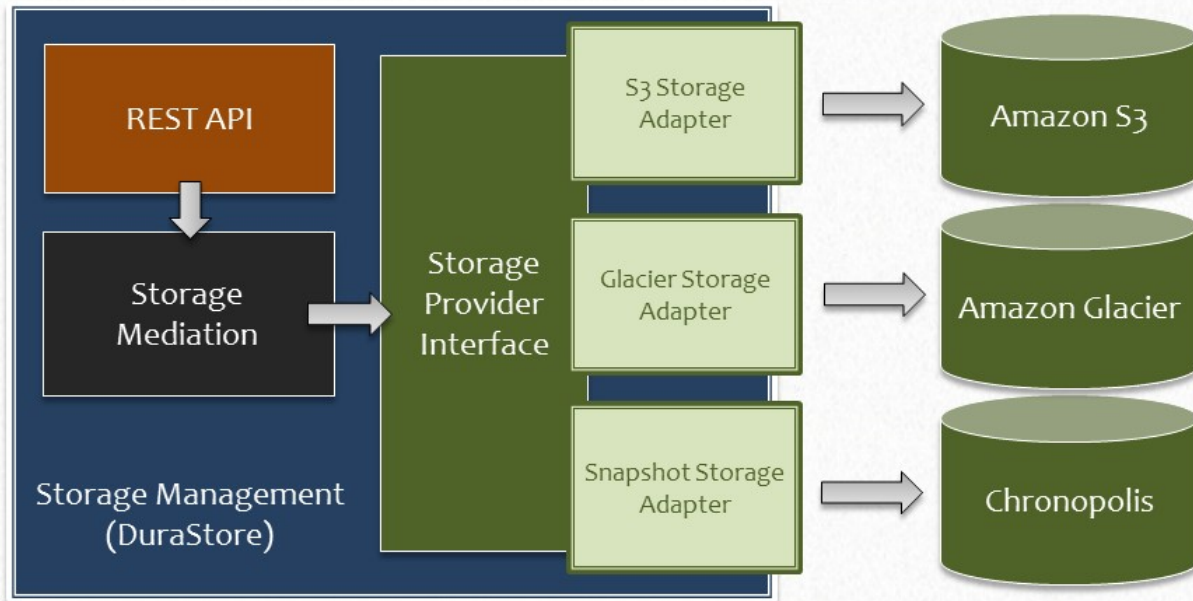 REST API
Storage
Mediation
Storage Management
(DuraStore)
Storage
Provider
Interface
S3 Storage
Adapter
Glacier Storage
Adapter
Snapshot Storage
Adapter
Amazon S3
Amazon Glacier
Chronopolis